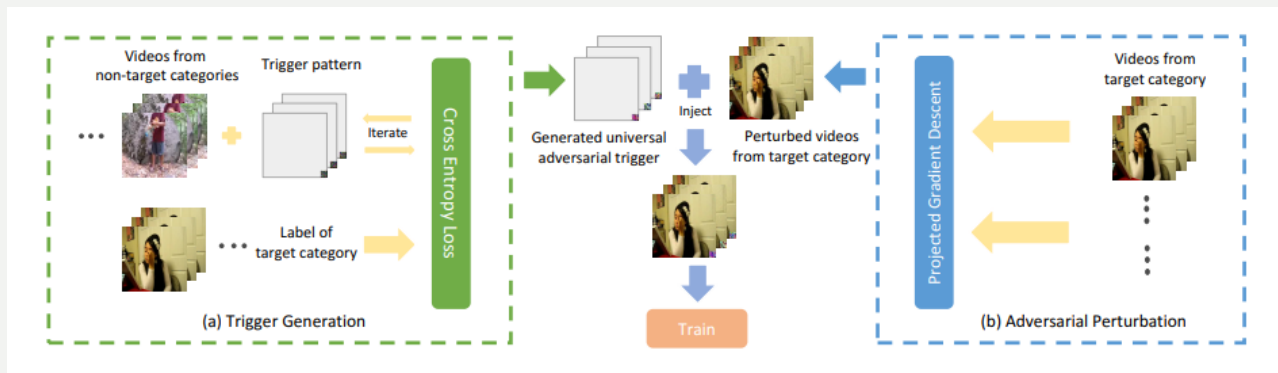 Videos from
non-target categories
Trigger pattern
Iterate
Cross Entropy Loss
Label of
target category
(a) Trigger Generation
Generated universal
adversarial trigger
Inject
Perturbed videos
from target category
Train
Projected Gradient Descent
Videos from
target category
(b) Adversarial Perturbation